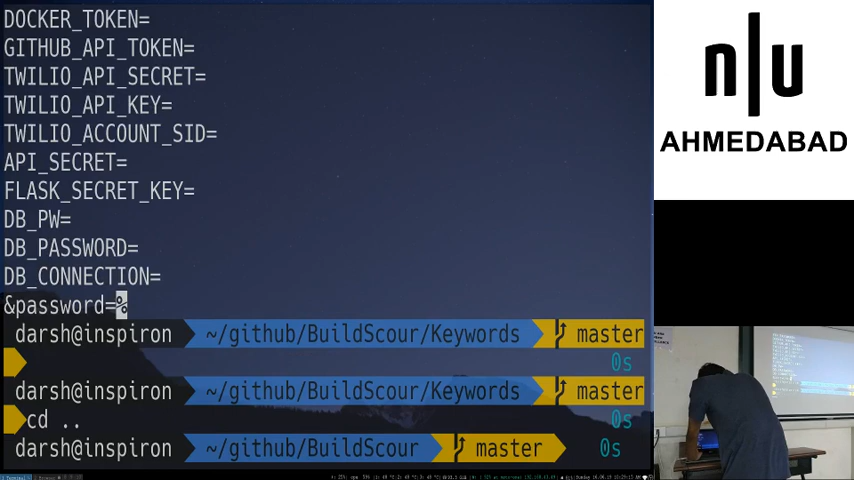 DOCKER_TOKEN=
GITHUB_API_TOKEN=
TWILIO_API_SECRET=
TWILIO_API_KEY=
TWILIO_ACCOUNT_SID=
API_SECRET=
FLASK_SECRET_KEY=
DB_PW=
DB_PASSWORD=
DB_CONNECTION=
&password=%
darsh@inspiron ~/github/BuildScour/Keywords master
0s
darsh@inspiron ~/github/BuildScour/Keywords master
cd .. 0s
darsh@inspiron ~/github/BuildScour master 0s
n|u
AHMEDABAD